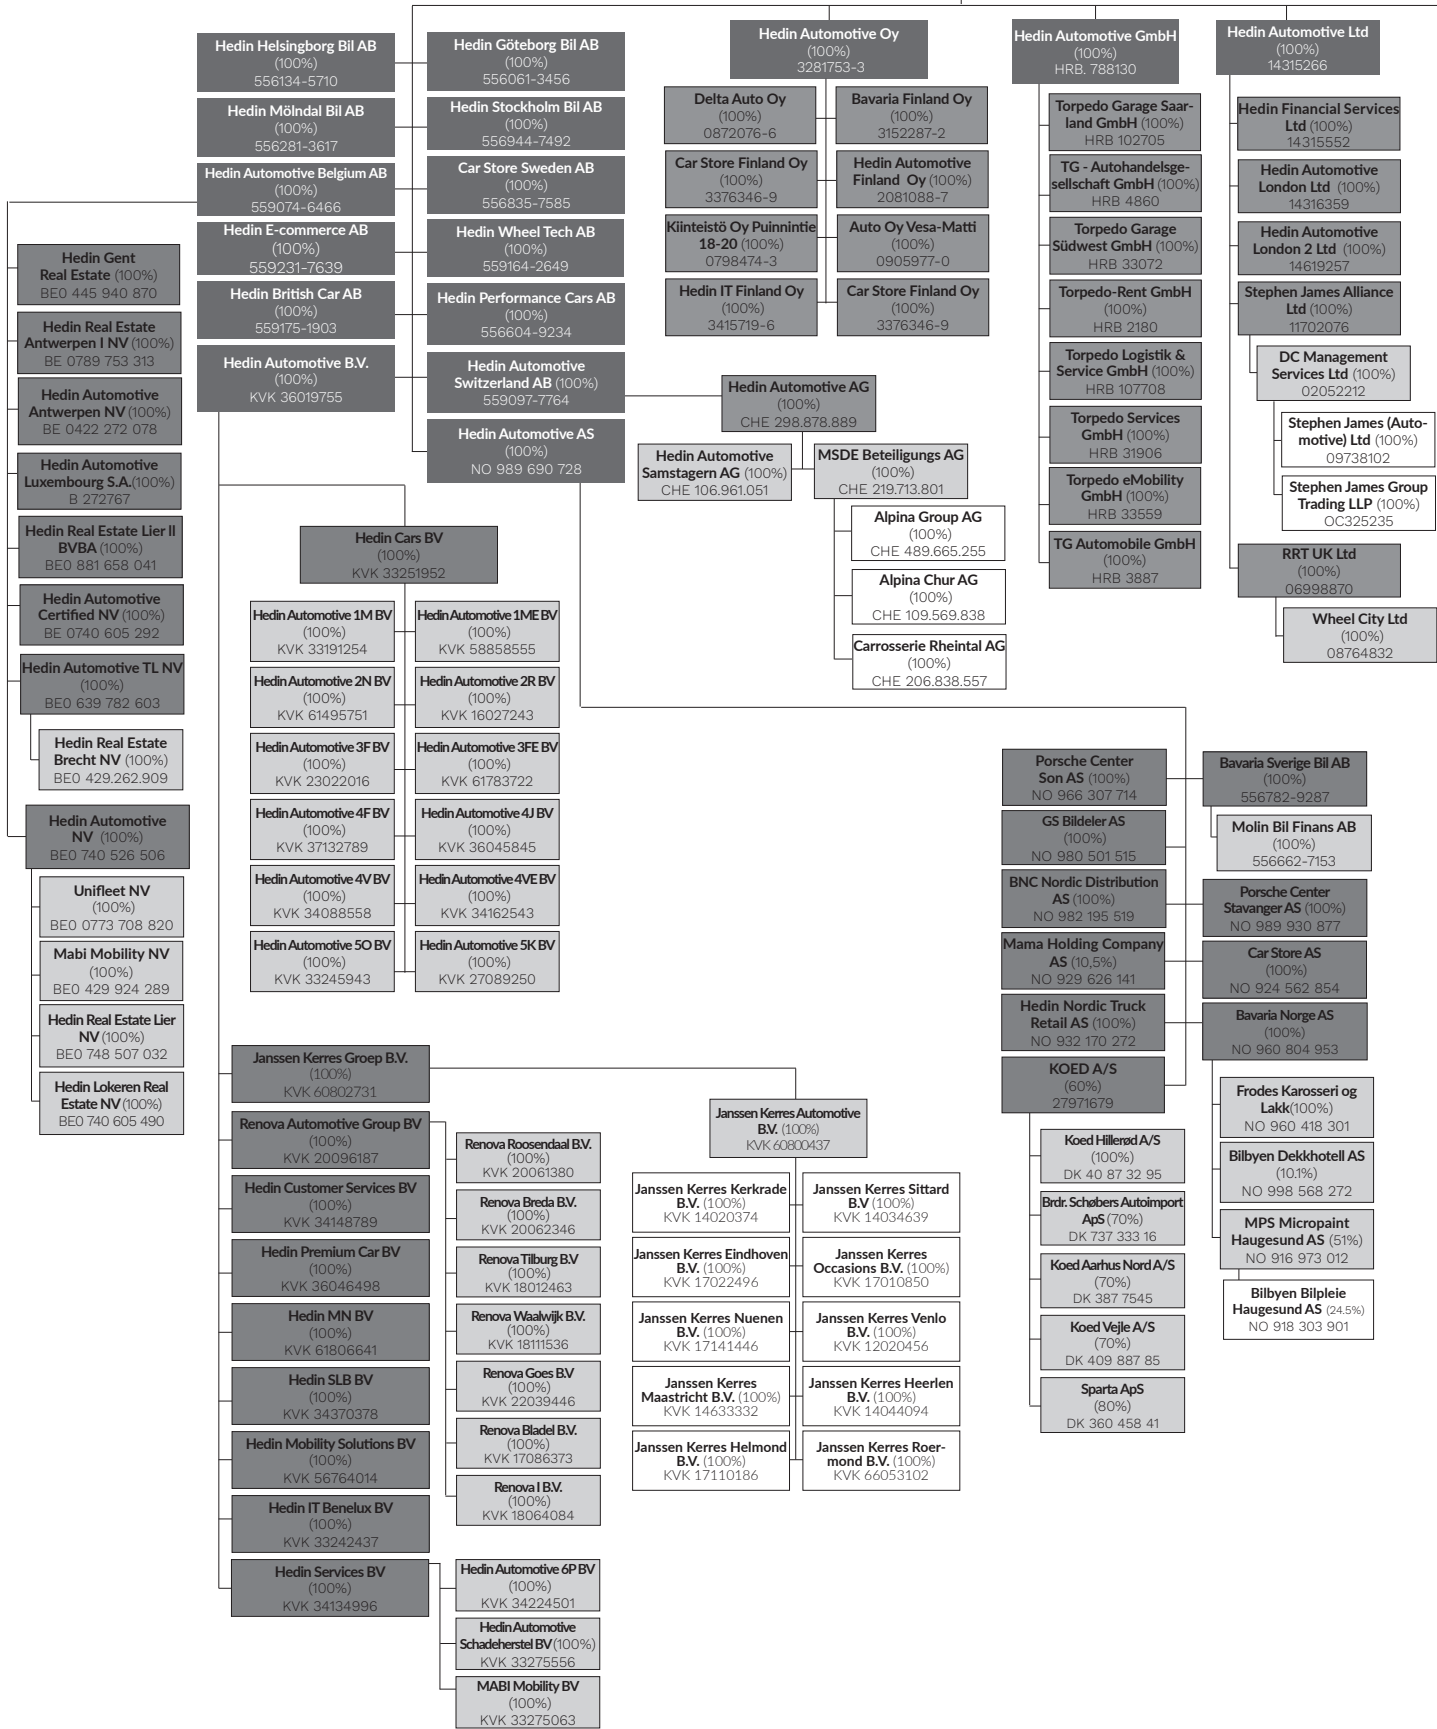 Hedin Helsingborg Bil AB
(100%)
556134-5710
Hedin Mölndal Bil AB
(100%)
556281-3617
Hedin Automotive Belgium AB
(100%)
559074-6466
Hedin E-commerce AB
(100%)
559231-7639
Hedin British Car AB
(100%)
559175-1903
Hedin Automotive B.V.
(100%)
KVK 36019755
Hedin Göteborg Bil AB
(100%)
556061-3456
Hedin Stockholm Bil AB
(100%)
556944-7492
Car Store Sweden AB
(100%)
556835-7585
Hedin Wheel Tech AB
(100%)
559164-2649
Hedin Performance Cars AB
(100%)
556604-9234
Hedin Automotive
Switzerland AB (100%)
559097-7764
Hedin Automotive AS
(100%)
NO 989 690 728
Hedin Automotive Oy
(100%)
3281753-3
Delta Auto Oy
(100%)
0872076-6
Bavaria Finland Oy
(100%)
3152287-2
Car Store Finland Oy
(100%)
3376346-9
Hedin Automotive
Finland Oy (100%)
2081088-7
Kiinteistö Oy Puinnintie
18-20 (100%)
0798474-3
Auto Oy Vesa-Matti
(100%)
0905977-0
Hedin IT Finland Oy
(100%)
3415719-6
Car Store Finland Oy
(100%)
3376346-9
Hedin Automotive GmbH
(100%)
HRB. 788130
Torpedo Garage Saar-
land GmbH (100%)
HRB 102705
TG - Autohandelsge-
sellschaft GmbH (100%)
HRB 4860
Torpedo Garage
Südwest GmbH (100%)
HRB 33072
Torpedo-Rent GmbH
(100%)
HRB 2180
Torpedo Logistik &
Service GmbH (100%)
HRB 107708
Torpedo Services
GmbH (100%)
HRB 31906
Torpedo eMobility
GmbH (100%)
HRB 33559
TG Automobile GmbH
(100%)
HRB 3887
Hedin Automotive Ltd
(100%)
14315266
Hedin Financial Services
Ltd (100%)
14315552
Hedin Automotive
London Ltd (100%)
14316359
Hedin Automotive
London 2 Ltd (100%)
14619257
Stephen James Alliance
Ltd (100%)
11702076
DC Management
Services Ltd (100%)
02052212
Stephen James (Auto-
motive) Ltd (100%)
09738102
Stephen James Group
Trading LLP (100%)
OC325235
RRT UK Ltd
(100%)
06998870
Wheel City Ltd
(100%)
08764832
Hedin Gent
Real Estate (100%)
BE0 445 940 870
Hedin Real Estate
Antwerpen I NV (100%)
BE 0789 753 313
Hedin Automotive
Antwerpen NV (100%)
BE 0422 272 078
Hedin Automotive
Luxembourg S.A.(100%)
B 272767
Hedin Real Estate Lier II
BVBA (100%)
BE0 881 658 041
Hedin Automotive
Certified NV (100%)
BE 0740 605 292
Hedin Automotive TL NV
(100%)
BE0 639 782 603
Hedin Real Estate
Brecht NV (100%)
BE0 429.262.909
Hedin Automotive
NV (100%)
BE0 740 526 506
Unifleet NV
(100%)
BE0 0773 708 820
Mabi Mobility NV
(100%)
BE0 429 924 289
Hedin Real Estate Lier
NV (100%)
BE0 748 507 032
Hedin Lokeren Real
Estate NV (100%)
BE0 740 605 490
Hedin Automotive AG
(100%)
CHE 298.878.889
Hedin Automotive
Samstagern AG (100%)
CHE 106.961.051
MSDE Beteiligungs AG
(100%)
CHE 219.713.801
Alpina Group AG
(100%)
CHE 489.665.255
Alpina Chur AG
(100%)
CHE 109.569.838
Carrosserie Rheintal AG
(100%)
CHE 206.838.557
Hedin Cars BV
(100%)
KVK 33251952
Hedin Automotive 1M BV
(100%)
KVK 33191254
Hedin Automotive 1ME BV
(100%)
KVK 58858555
Hedin Automotive 2N BV
(100%)
KVK 61495751
Hedin Automotive 2R BV
(100%)
KVK 16027243
Hedin Automotive 3F BV
(100%)
KVK 23022016
Hedin Automotive 3FE BV
(100%)
KVK 61783722
Hedin Automotive 4F BV
(100%)
KVK 37132789
Hedin Automotive 4J BV
(100%)
KVK 36045845
Hedin Automotive 4V BV
(100%)
KVK 34088558
Hedin Automotive 4VE BV
(100%)
KVK 34162543
Hedin Automotive 5O BV
(100%)
KVK 33245943
Hedin Automotive 5K BV
(100%)
KVK 27089250
Porsche Center
Son AS (100%)
NO 966 307 714
GS Bildeler AS
(100%)
NO 980 501 515
BNC Nordic Distribution
AS (100%)
NO 982 195 519
Mama Holding Company
AS (10,5%)
NO 929 626 141
Hedin Nordic Truck
Retail AS (100%)
NO 932 170 272
KOED A/S
(60%)
27971679
Koed Hillerød A/S
(100%)
DK 40 87 32 95
Brdr. Schøbers Autoimport
ApS (70%)
DK 737 333 16
Koed Aarhus Nord A/S
(70%)
DK 387 7545
Koed Vejle A/S
(70%)
DK 409 887 85
Sparta ApS
(80%)
DK 360 458 41
Bavaria Sverige Bil AB
(100%)
556782-9287
Molin Bil Finans AB
(100%)
556662-7153
Porsche Center
Stavanger AS (100%)
NO 989 930 877
Car Store AS
(100%)
NO 924 562 854
Bavaria Norge AS
(100%)
NO 960 804 953
Frodes Karosseri og
Lakk(100%)
NO 960 418 301
Bilbyen Dekkhotell AS
(10.1%)
NO 998 568 272
MPS Micropaint
Haugesund AS (51%)
NO 916 973 012
Bilbyen Bilpleie
Haugesund AS (24.5%)
NO 918 303 901
Janssen Kerres Groep B.V.
(100%)
KVK 60802731
Renova Automotive Group BV
(100%)
KVK 20096187
Hedin Customer Services BV
(100%)
KVK 34148789
Hedin Premium Car BV
(100%)
KVK 36046498
Hedin MN BV
(100%)
KVK 61806641
Hedin SLB BV
(100%)
KVK 34370378
Hedin Mobility Solutions BV
(100%)
KVK 56764014
Hedin IT Benelux BV
(100%)
KVK 33242437
Hedin Services BV
(100%)
KVK 34134996
Renova Roosendaal B.V.
(100%)
KVK 20061380
Renova Breda B.V.
(100%)
KVK 20062346
Renova Tilburg B.V
(100%)
KVK 18012463
Renova Waalwijk B.V.
(100%)
KVK 18111536
Renova Goes B.V
(100%)
KVK 22039446
Renova Bladel B.V.
(100%)
KVK 17086373
Renova I B.V.
(100%)
KVK 18064084
Hedin Automotive 6P BV
(100%)
KVK 34224501
Hedin Automotive
Schadeherstel BV (100%)
KVK 33275556
MABI Mobility BV
(100%)
KVK 33275063
Janssen Kerres Automotive
B.V. (100%)
KVK 60800437
Janssen Kerres Kerkrade
B.V. (100%)
KVK 14020374
Janssen Kerres Sittard
B.V (100%)
KVK 14034639
Janssen Kerres Eindhoven
B.V. (100%)
KVK 17022496
Janssen Kerres
Occasions B.V. (100%)
KVK 17010850
Janssen Kerres Nuenen
B.V. (100%)
KVK 17141446
Janssen Kerres Venlo
B.V. (100%)
KVK 12020456
Janssen Kerres
Maastricht B.V. (100%)
KVK 14633332
Janssen Kerres Heerlen
B.V. (100%)
KVK 14044094
Janssen Kerres Helmond
B.V. (100%)
KVK 17110186
Janssen Kerres Roer-
mond B.V. (100%)
KVK 66053102